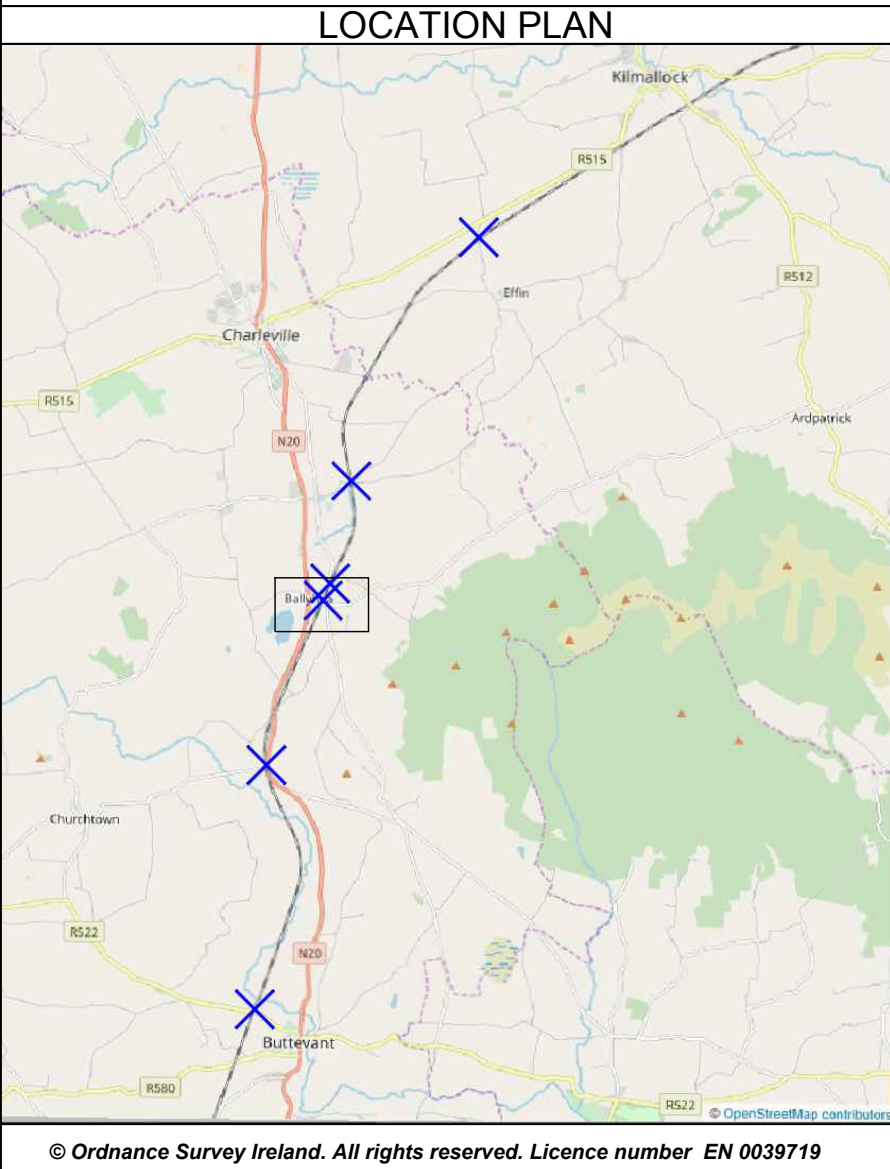 LOCATION PLAN
Kilmallock
R515
R512
Effin
Charleville
R515
Ardpatrick
N20
Churchtown
R522
N20
Buttevant
R580
R522
© OpenStreetMap contributors
© Ordnance Survey Ireland. All rights reserved. Licence number EN 0039719